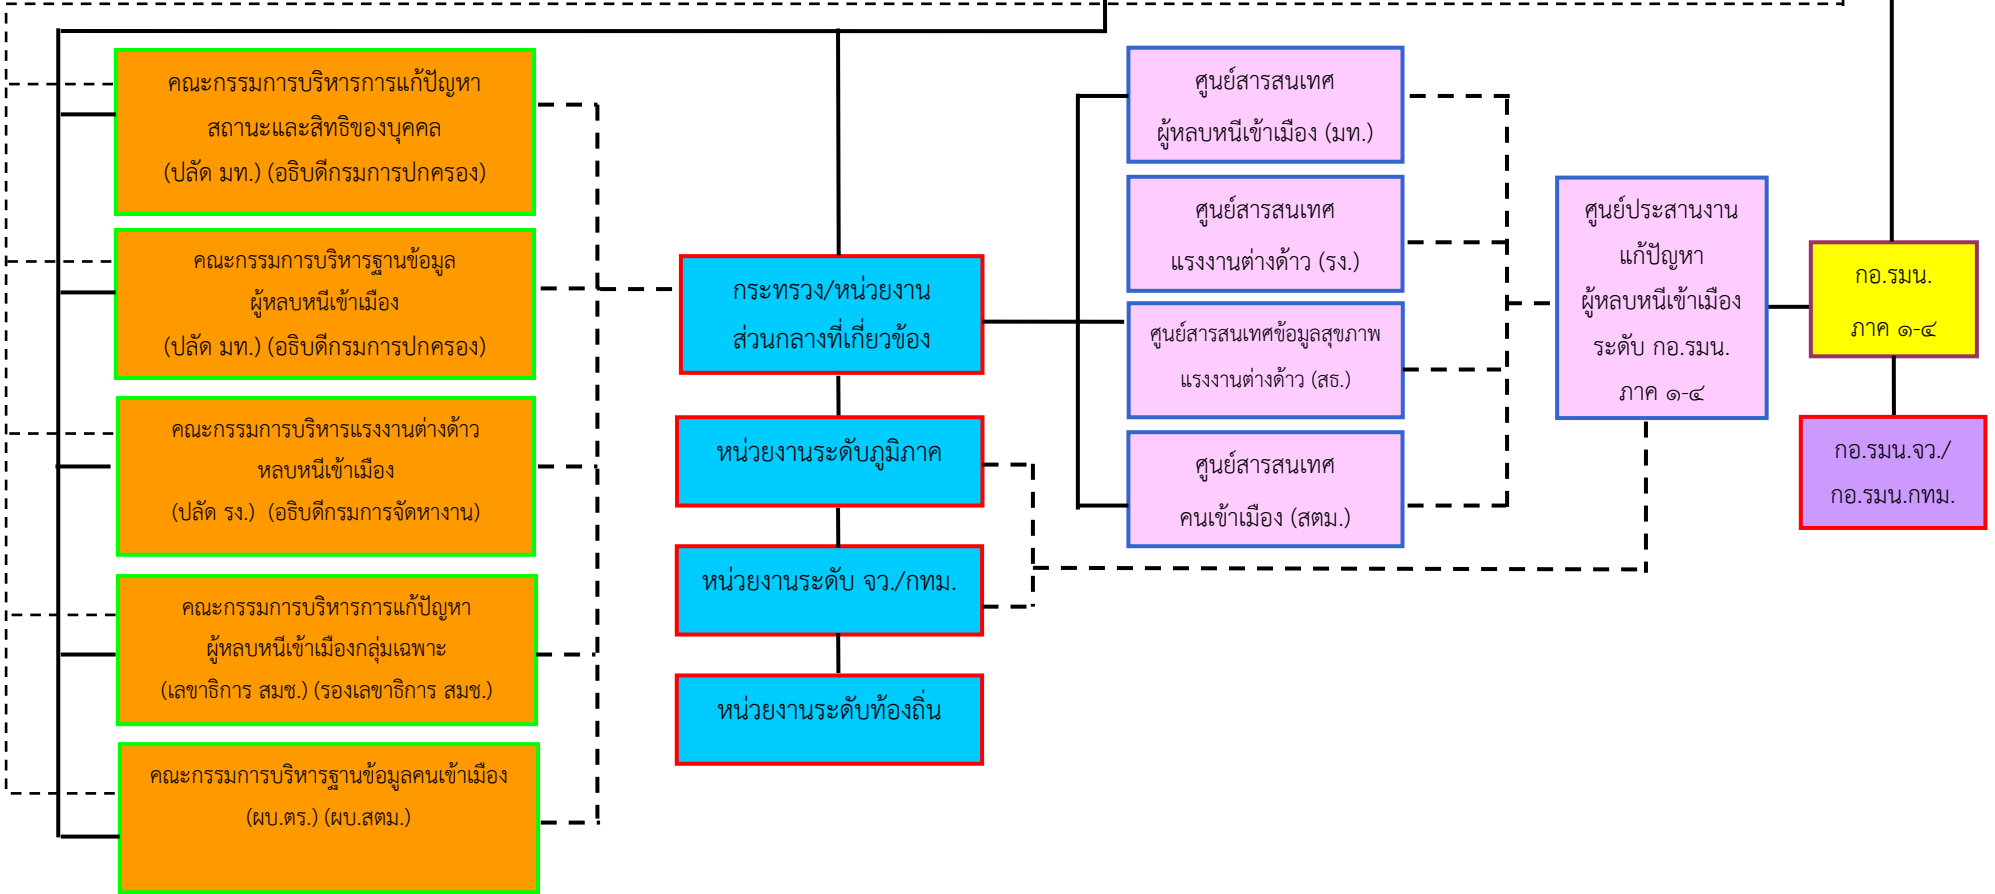 คณะกรรมการบริหารการแก้ปัญหา
สถานะและสิทธิของบุคคล
(ปลัด มท.) (อธิบดีกรมการปกครอง)
คณะกรรมการบริหารฐานข้อมูล
ผู้หลบหนีเข้าเมือง
(ปลัด มท.) (อธิบดีกรมการปกครอง)
คณะกรรมการบริหารแรงงานต่างด้าว
หลบหนีเข้าเมือง
(ปลัด รง.) (อธิบดีกรมการจัดหางาน)
คณะกรรมการบริหารการแก้ปัญหา
ผู้หลบหนีเข้าเมืองกลุ่มเฉพาะ
(เลขาธิการ สมช.) (รองเลขาธิการ สมช.)
คณะกรรมการบริหารฐานข้อมูลคนเข้าเมือง
(ผบ.ตร.) (ผบ.สตม.)
กระทรวง/หน่วยงาน
ส่วนกลางที่เกี่ยวข้อง
หน่วยงานระดับภูมิภาค
หน่วยงานระดับ จว./กทม.
หน่วยงานระดับท้องถิ่น
ศูนย์สารสนเทศ
ผู้หลบหนีเข้าเมือง (มท.)
ศูนย์สารสนเทศ
แรงงานต่างด้าว (รง.)
ศูนย์สารสนเทศข้อมูลสุขภาพ
แรงงานต่างด้าว (สธ.)
ศูนย์สารสนเทศ
คนเข้าเมือง (สตม.)
ศูนย์ประสานงาน
แก้ปัญหา
ผู้หลบหนีเข้าเมือง
ระดับ กอ.รมน.
ภาค ๑-๔
กอ.รมน.
ภาค ๑-๔
กอ.รมน.จว./
กอ.รมน.กทม.